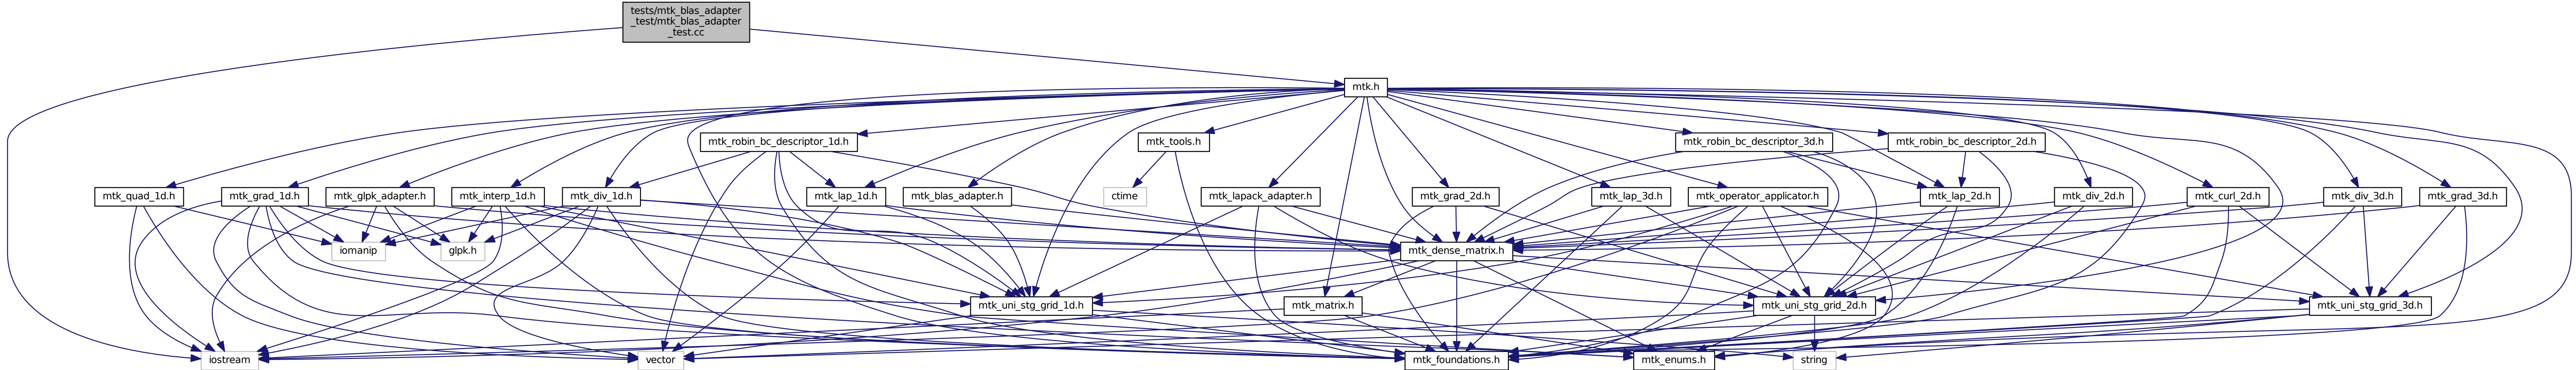 tests/mtk_blas_adapter
_test/mtk_blas_adapter
_test.cc
mtk.h
mtk_robin_bc_descriptor_1d.h
mtk_tools.h
mtk_robin_bc_descriptor_3d.h
mtk_robin_bc_descriptor_2d.h
mtk_quad_1d.h
mtk_grad_1d.h
mtk_glpk_adapter.h
mtk_interp_1d.h
mtk_div_1d.h
mtk_lap_1d.h
mtk_blas_adapter.h
ctime
mtk_lapack_adapter.h
mtk_grad_2d.h
mtk_lap_3d.h
mtk_operator_applicator.h
mtk_lap_2d.h
mtk_div_2d.h
mtk_curl_2d.h
mtk_div_3d.h
mtk_grad_3d.h
iomanip
glpk.h
mtk_dense_matrix.h
mtk_uni_stg_grid_1d.h
mtk_matrix.h
mtk_uni_stg_grid_2d.h
mtk_uni_stg_grid_3d.h
iostream
vector
mtk_foundations.h
mtk_enums.h
string